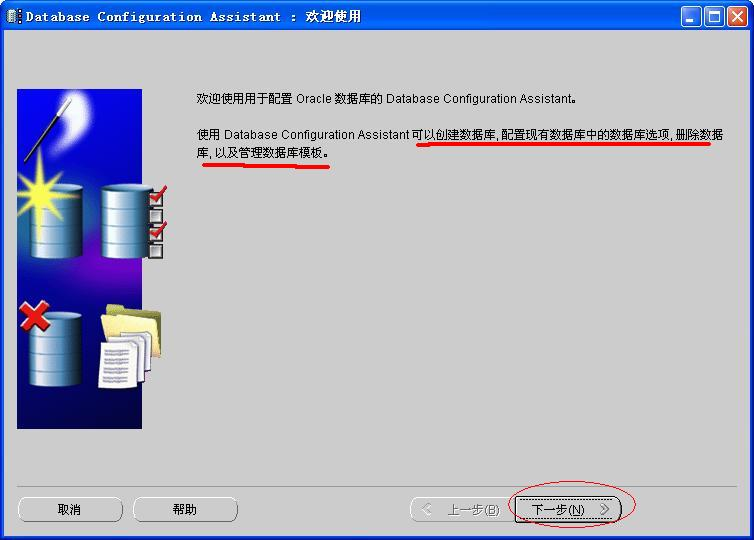 Database Configuration Assistant : 欢迎使用
欢迎使用用于配置 Oracle 数据库的 Database Configuration Assistant。
使用 Database Configuration Assistant 可以创建数据库, 配置现有数据库中的数据库选项, 删除数据
库, 以及管理数据库模板。
取消 帮助 上一步(B) 下一步(N)